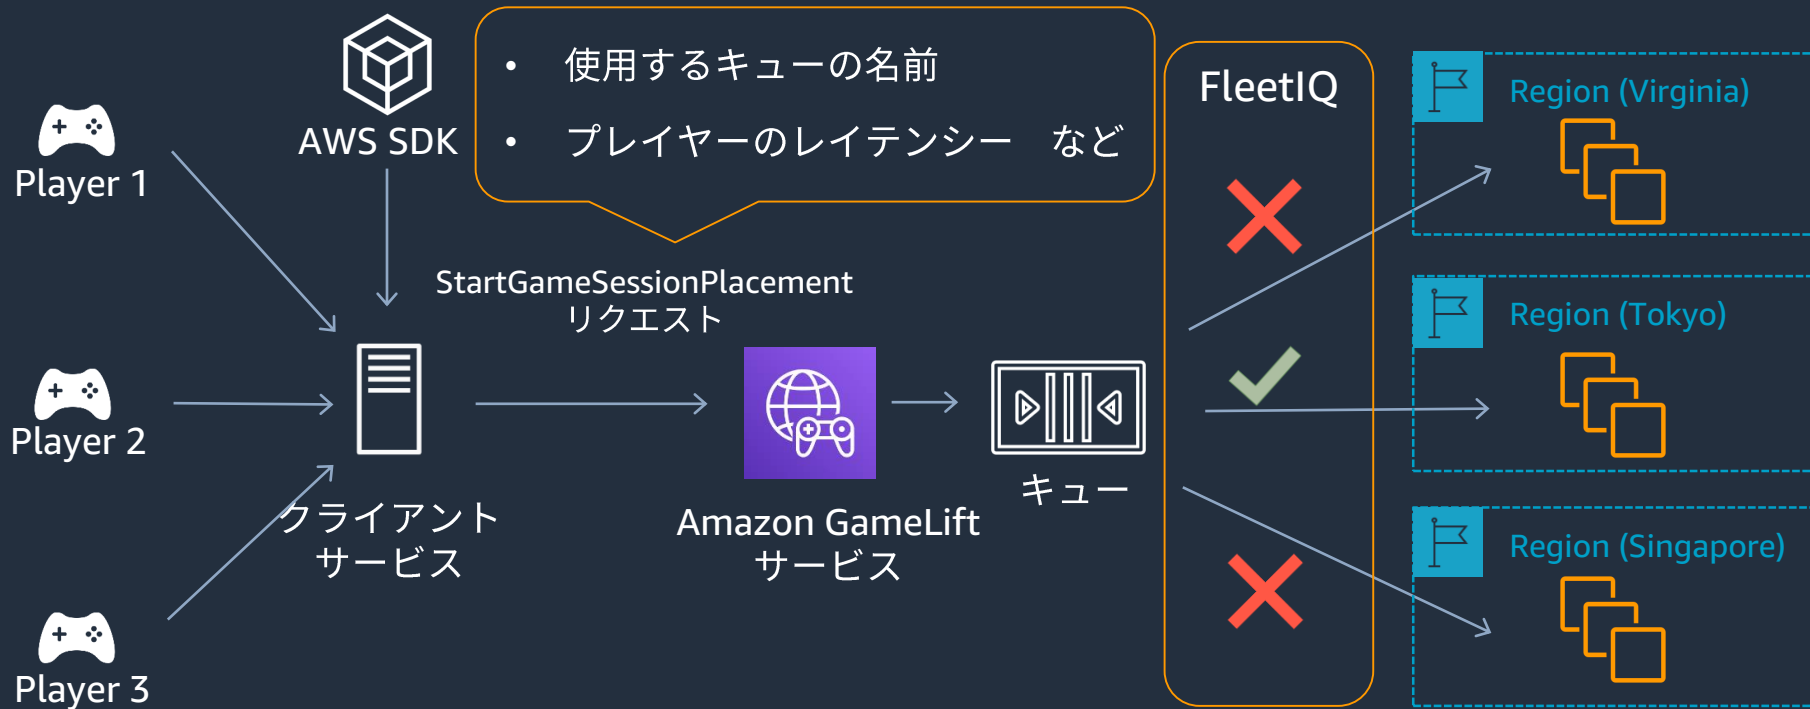 Player 1
Player 2
Player 3
AWS SDK
クライアント
サービス
• 使用するキューの名前
• プレイヤーのレイテンシー など
StartGameSessionPlacement
リクエスト
Amazon GameLift
サービス
キュー
FleetIQ
Region (Virginia)
Region (Tokyo)
Region (Singapore)